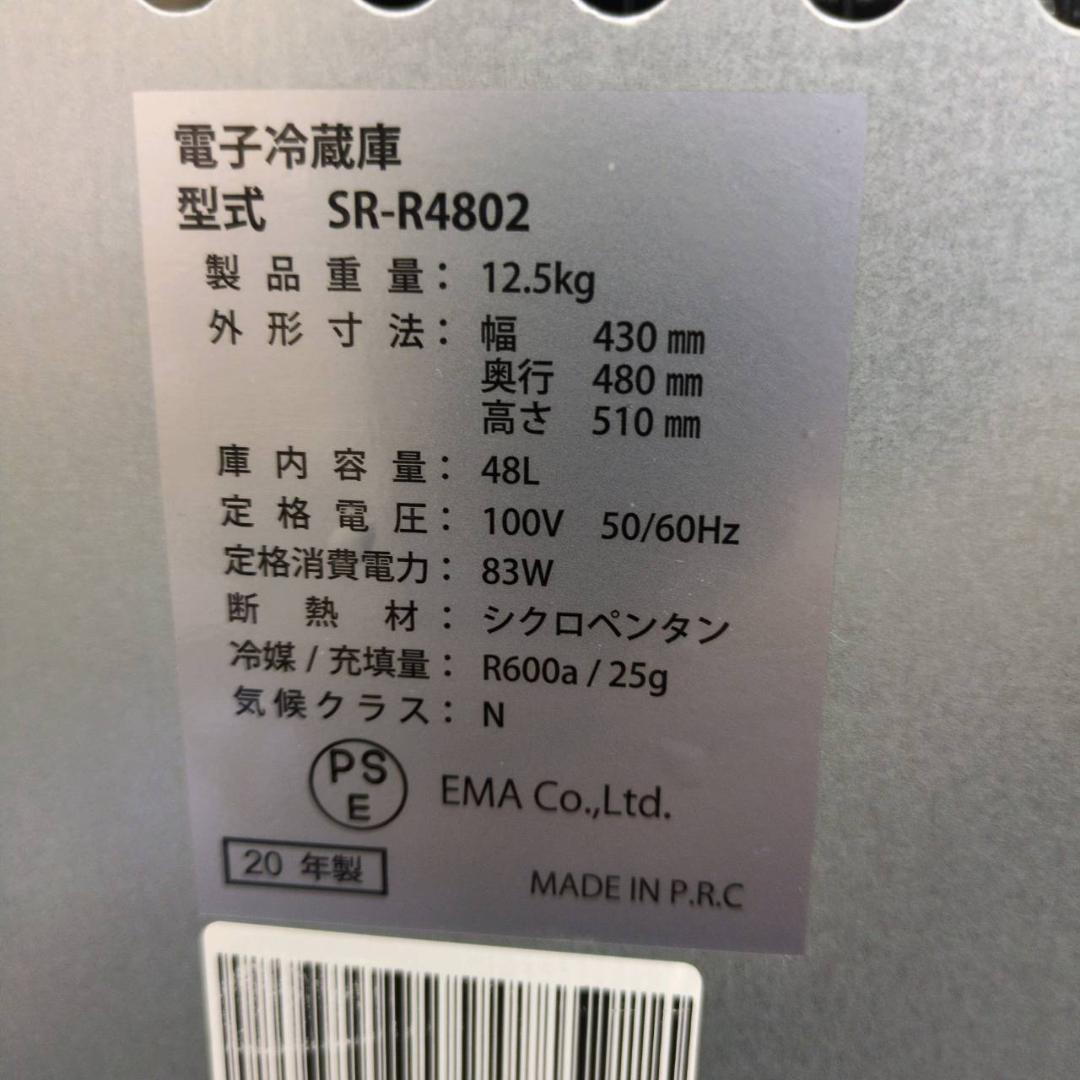 電子冷蔵庫
型式 SR-R4802
製品重量： 12.5kg
外形寸法： 幅 430㎜
奥行 480㎜
高さ 510㎜
庫内容量： 48L
定格電圧： 100V 50/60Hz
定格消費電力： 83W
断熱材： シクロペンタン
冷媒/充填量： R600a / 25g
気候クラス： N
PS
E
EMA Co.,Ltd.
20 年製
MADE IN P.R.C